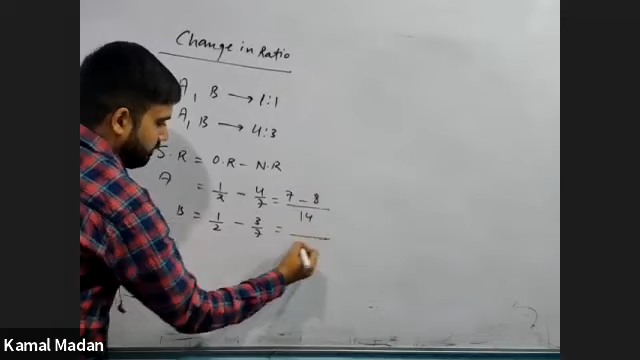 Change in Ratio
A, B → 1:1
A, B → 4:3
S.R = O.R - N.R
A = 1/2 - 4/7 = 7 - 8 / 14
B = 1/2 - 3/7 =
Kamal Madan